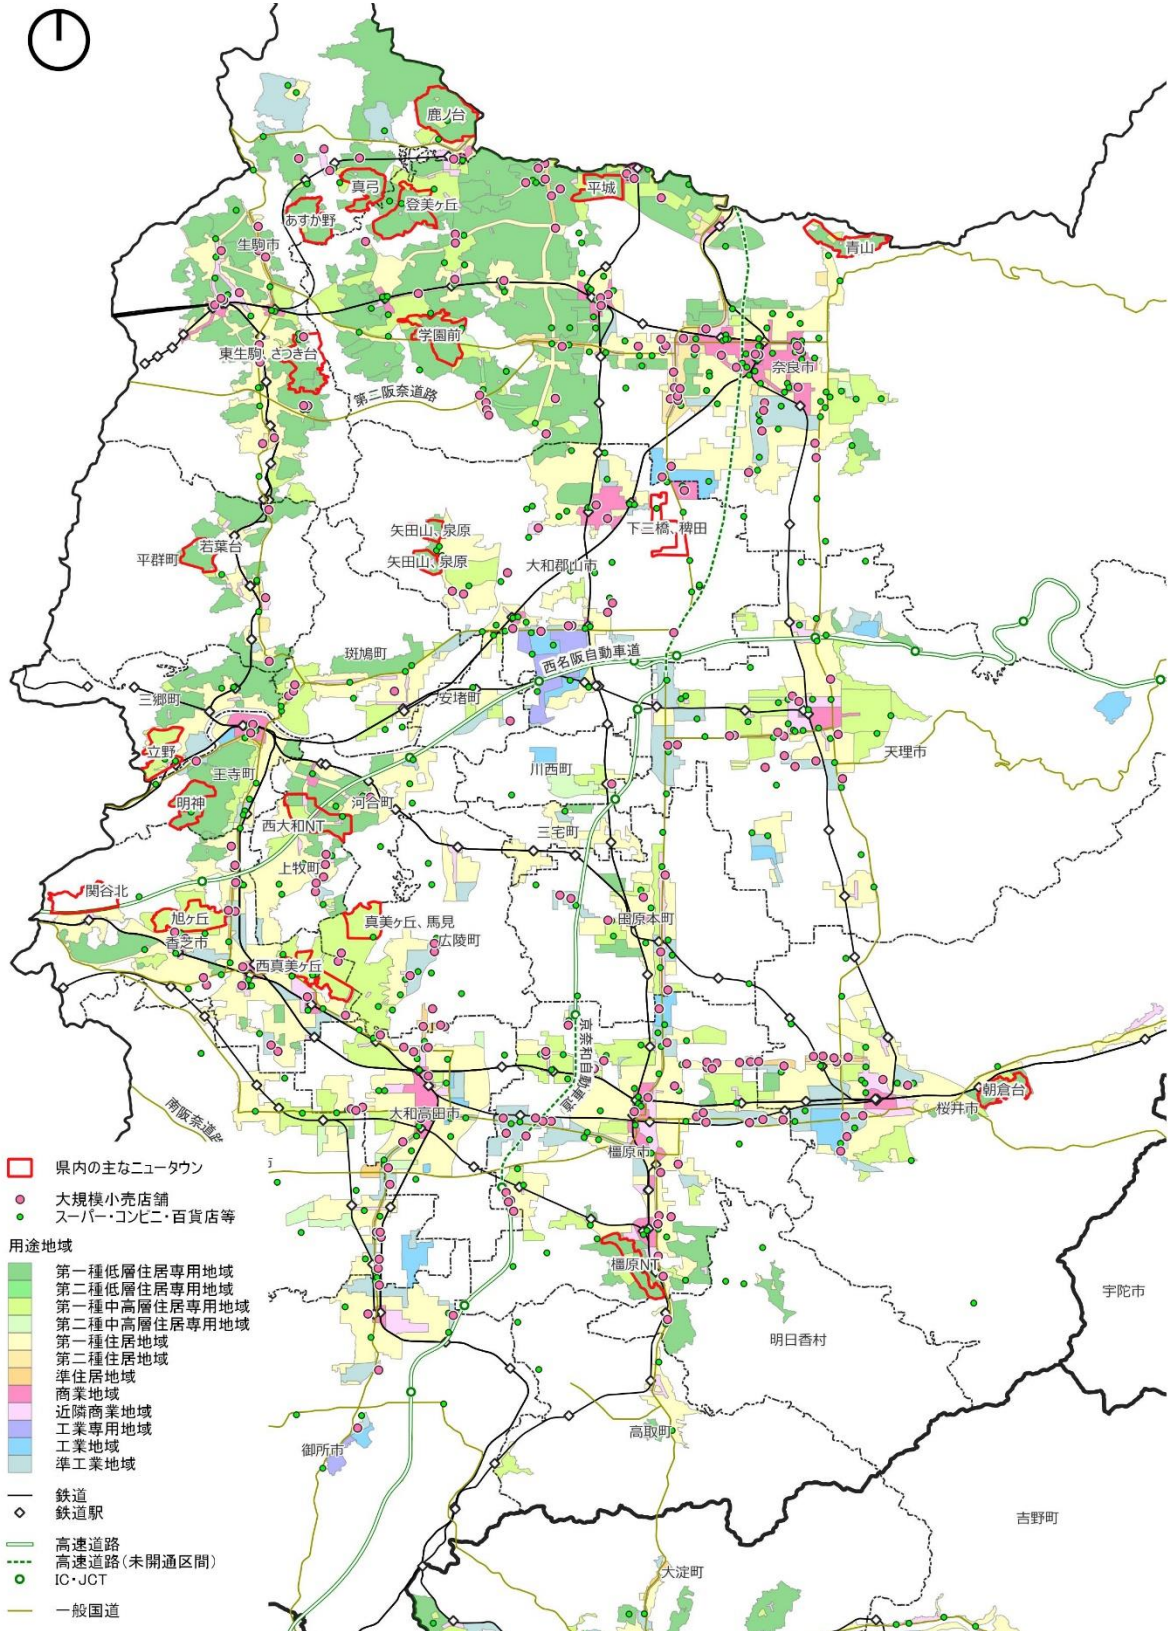 鹿ノ台
真弓
平城
登美ヶ丘
あすか野
青山
生駒市
学園前
東生駒、さつき台
奈良市
第二阪奈道路
矢田山、泉原
下三橋、稗田
若葉台
平群町
矢田山、泉原
大和郡山市
斑鳩町
西名阪自動車道
三郷町
安堵町
立野
天理市
王寺町
川西町
明神
河合町
西大和NT
三宅町
上牧町
関谷北
旭ヶ丘
真美ヶ丘、馬見
田原本町
香芝市
広陵町
西真美ヶ丘
京奈和自動車道
朝倉台
南阪奈道路
大和高田市
桜井市
橿原市
県内の主なニュータウン
大規模小売店舗
スーパー・コンビニ・百貨店等
用途地域
第一種低層住居専用地域
第二種低層住居専用地域
第一種中高層住居専用地域
第二種中高層住居専用地域
第一種住居地域
第二種住居地域
準住居地域
商業地域
近隣商業地域
工業専用地域
工業地域
準工業地域
鉄道
鉄道駅
高速道路
高速道路(未開通区間)
IC・JCT
一般国道
橿原NT
宇陀市
明日香村
高取町
御所市
吉野町
大淀町